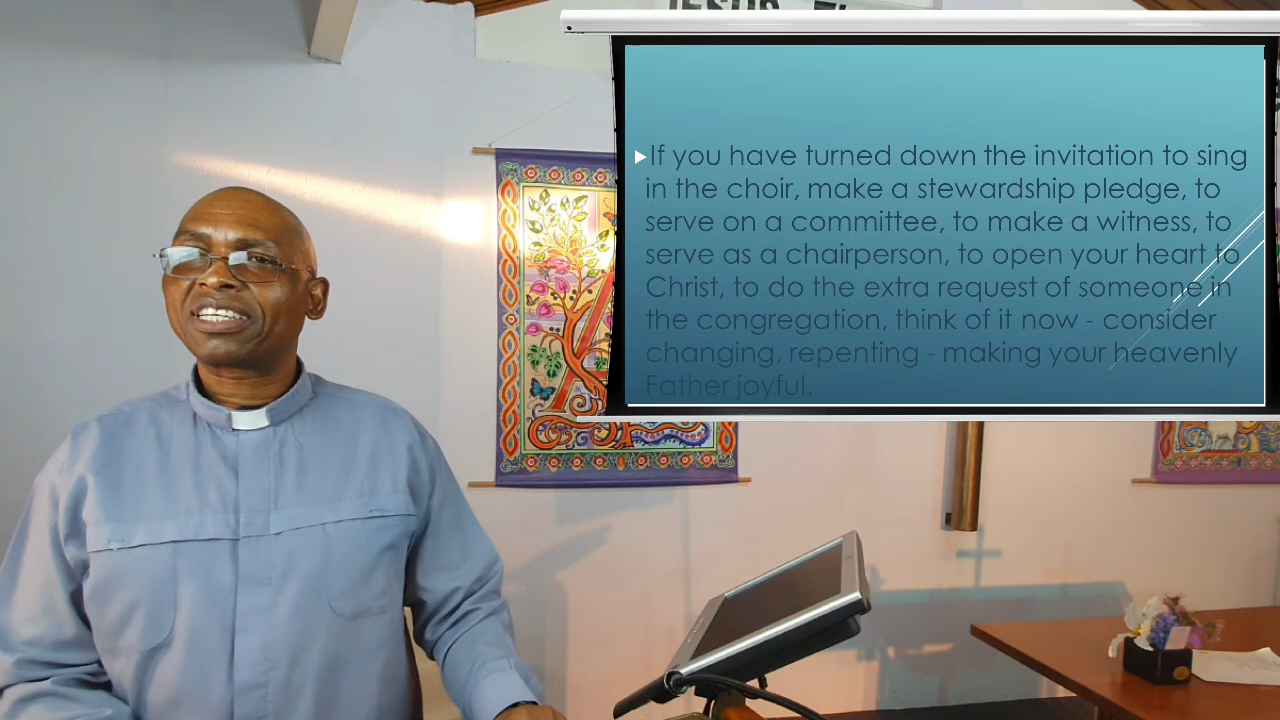 JESUS
If you have turned down the invitation to sing
in the choir, make a stewardship pledge, to
serve on a committee, to make a witness, to
serve as a chairperson, to open your heart to
Christ, to do the extra request of someone in
the congregation, think of it now - consider
changing, repenting - making your heavenly
Father joyful.